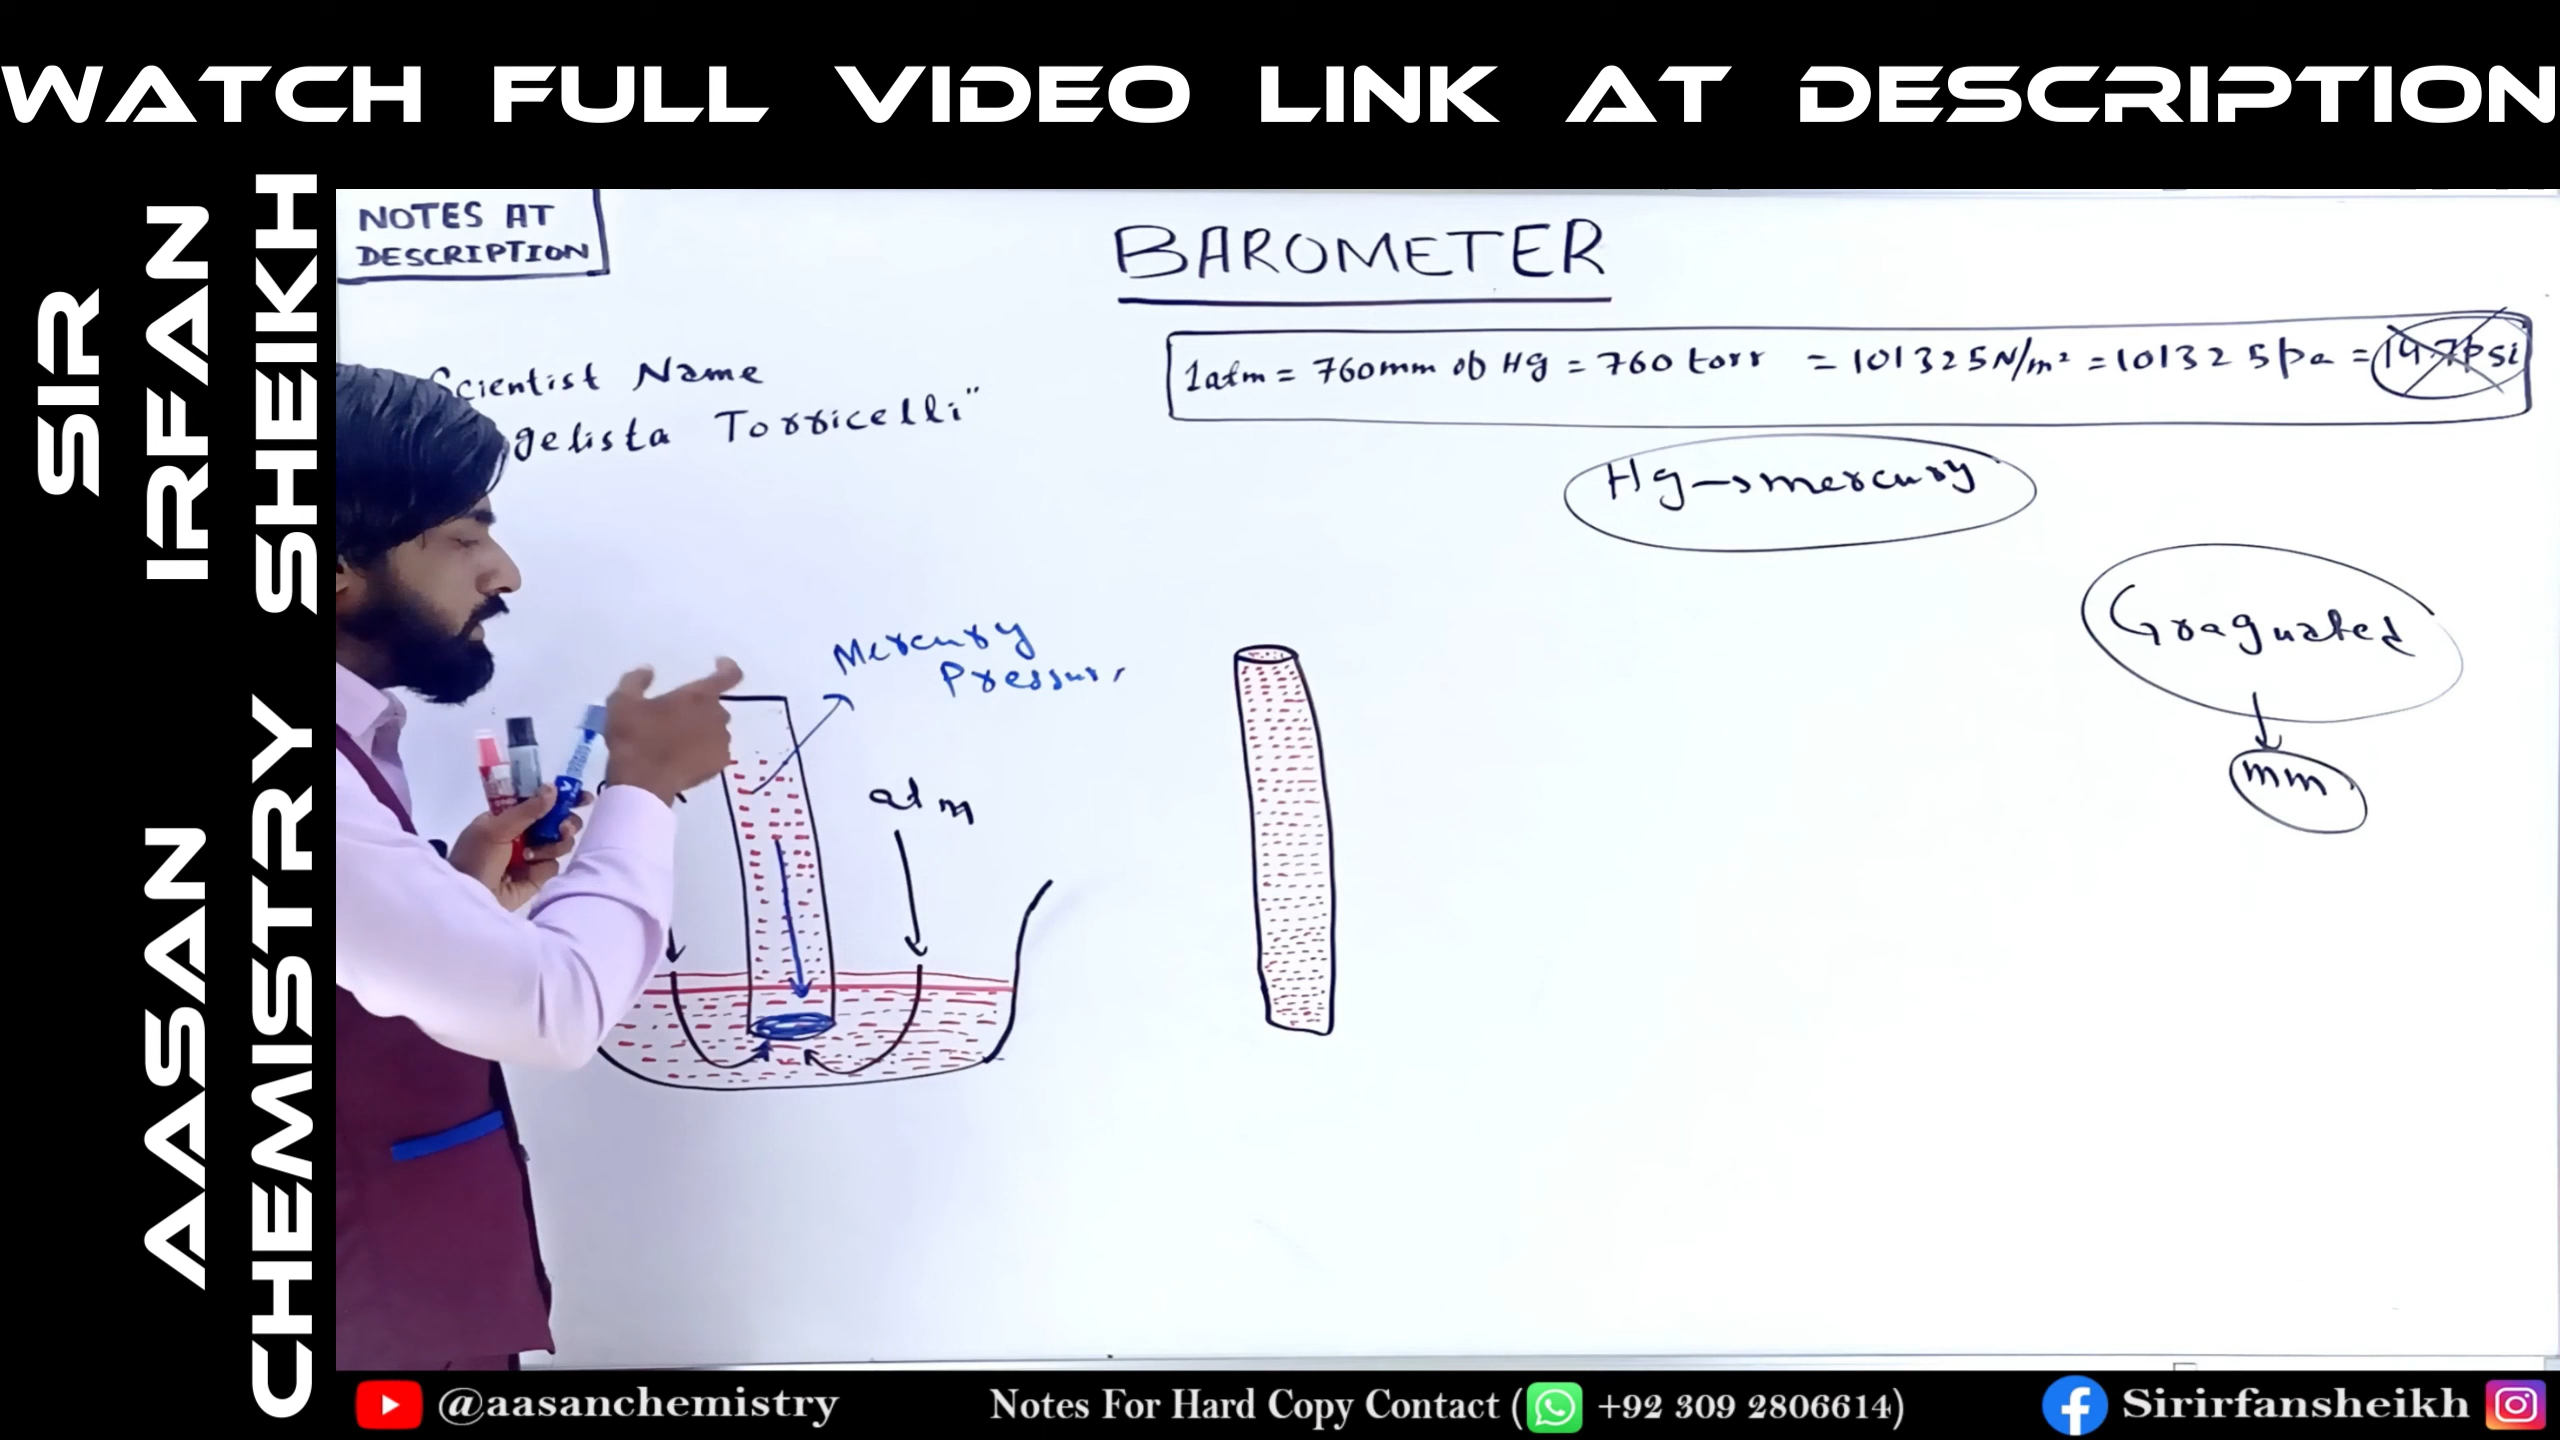 WATCH FULL VIDEO LINK AT DESCRIPTION
SIR
IRFAN
SHEIKH
AASAN
CHEMISTRY
NOTES AT
DESCRIPTION
BAROMETER
1atm = 760mm of Hg = 760 torr = 101325N/m² = 101325pa = 14.7psi
Scientist Name
gelista Torricelli"
Hg→mercury
Graguated
mm
Mercury
Pressur
atm
@aasanchemistry
Notes For Hard Copy Contact ( +92 309 2806614)
Sirirfansheikh